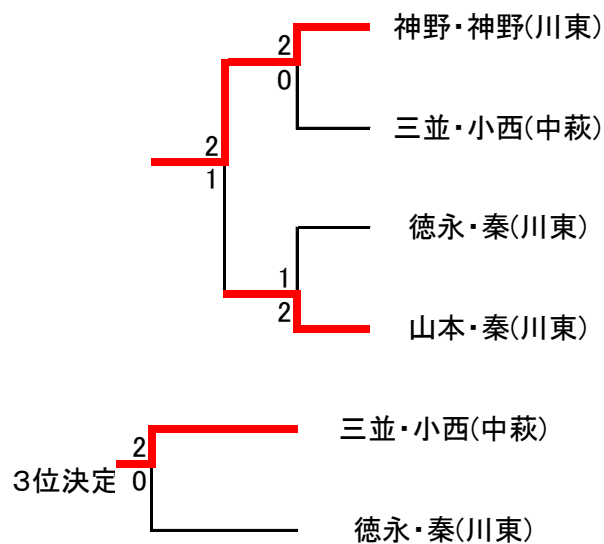 神野・神野(川東)
2
0
三並・小西(中萩)
2
1
徳永・秦(川東)
1
2
山本・秦(川東)
三並・小西(中萩)
2
3位決定 0
徳永・秦(川東)